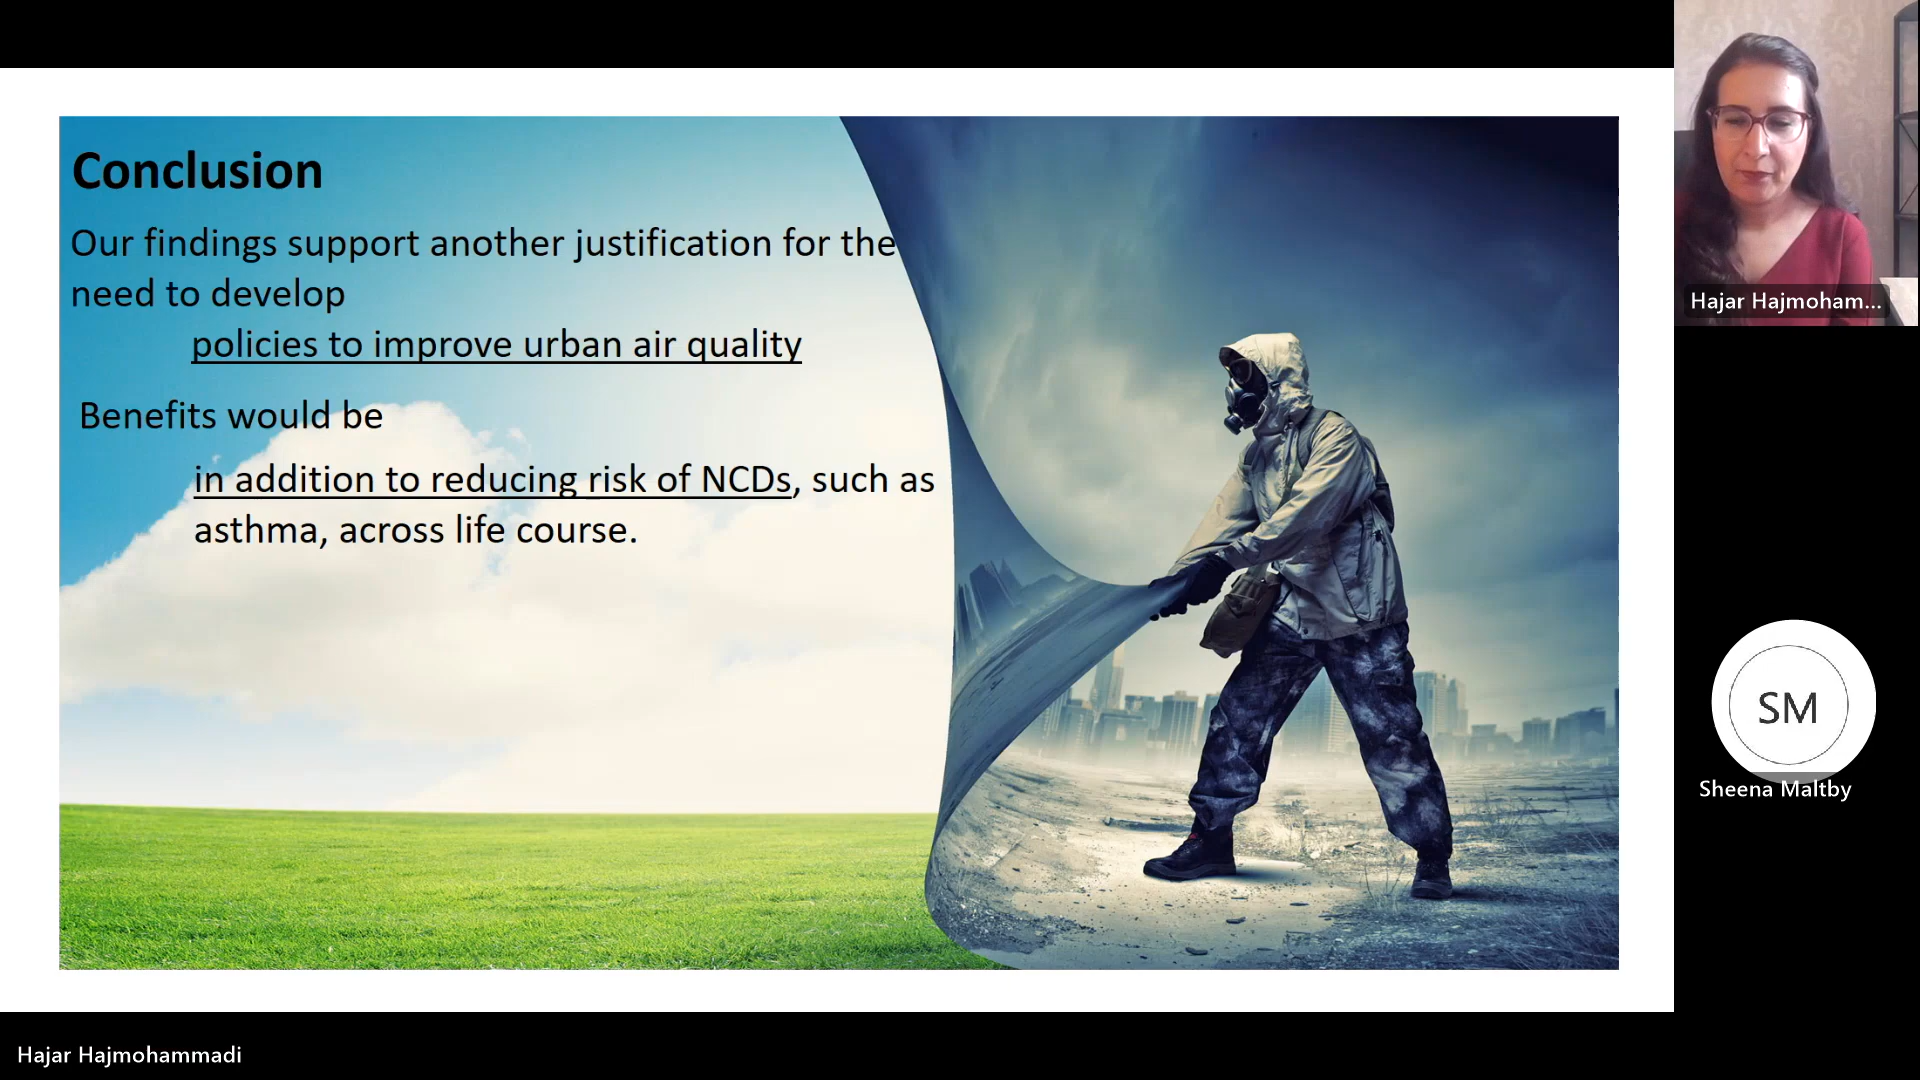 Conclusion
Our findings support another justification for the
need to develop
policies to improve urban air quality
Benefits would be
in addition to reducing risk of NCDs, such as
asthma, across life course.
Hajar Hajmoham...
SM
Sheena Maltby
Hajar Hajmohammadi